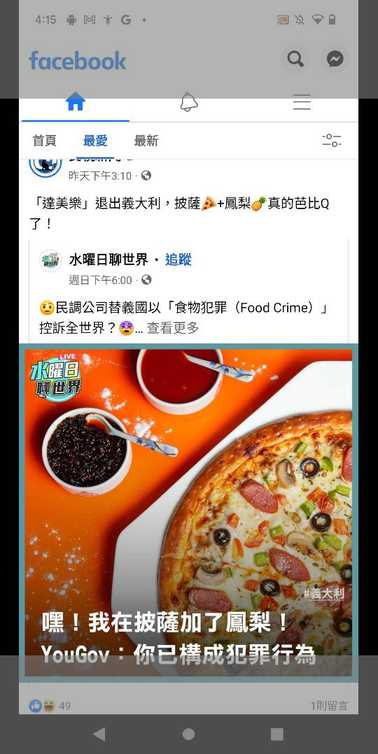 4:15
facebook
首頁
最愛
最新
昨天下午3:10
「達美樂」退出義大利，披薩🍕+鳳梨🍍真的芭比Q
了！
水曜日聊世界 · 追蹤
週日下午6:00
🤨民調公司替義國以「食物犯罪（Food Crime）」
控訴全世界？😨... 查看更多
LIVE
水曜日
聊世界
#義大利
嘿！我在披薩加了鳳梨！
YouGov：你已構成犯罪行為
49
1則留言